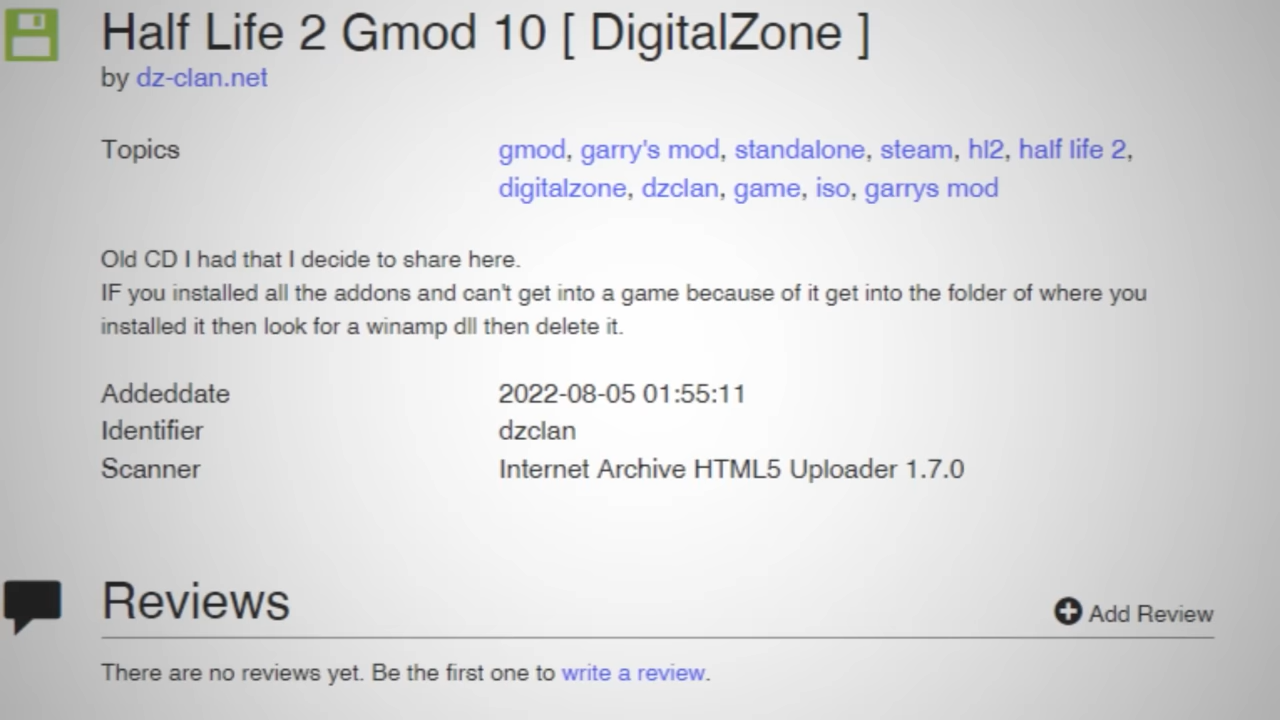 Half Life 2 Gmod 10 [ DigitalZone ]
by dz-clan.net
Topics gmod, garry's mod, standalone, steam, hl2, half life 2,
digitalzone, dzclan, game, iso, garrys mod
Old CD I had that I decide to share here.
IF you installed all the addons and can't get into a game because of it get into the folder of where you
installed it then look for a winamp dll then delete it.
Addeddate 2022-08-05 01:55:11
Identifier dzclan
Scanner Internet Archive HTML5 Uploader 1.7.0
Reviews
Add Review
There are no reviews yet. Be the first one to write a review.